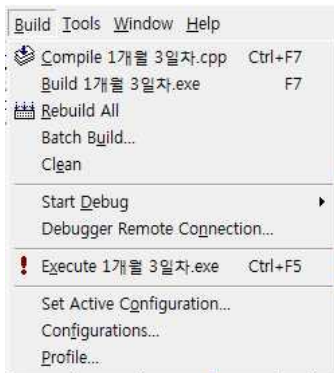 Build Tools Window Help
Compile 1개월 3일차.cpp Ctrl+F7
Build 1개월 3일차.exe F7
Rebuild All
Batch Build...
Clean
Start Debug
Debugger Remote Connection...
Execute 1개월 3일차.exe Ctrl+F5
Set Active Configuration...
Configurations...
Profile...